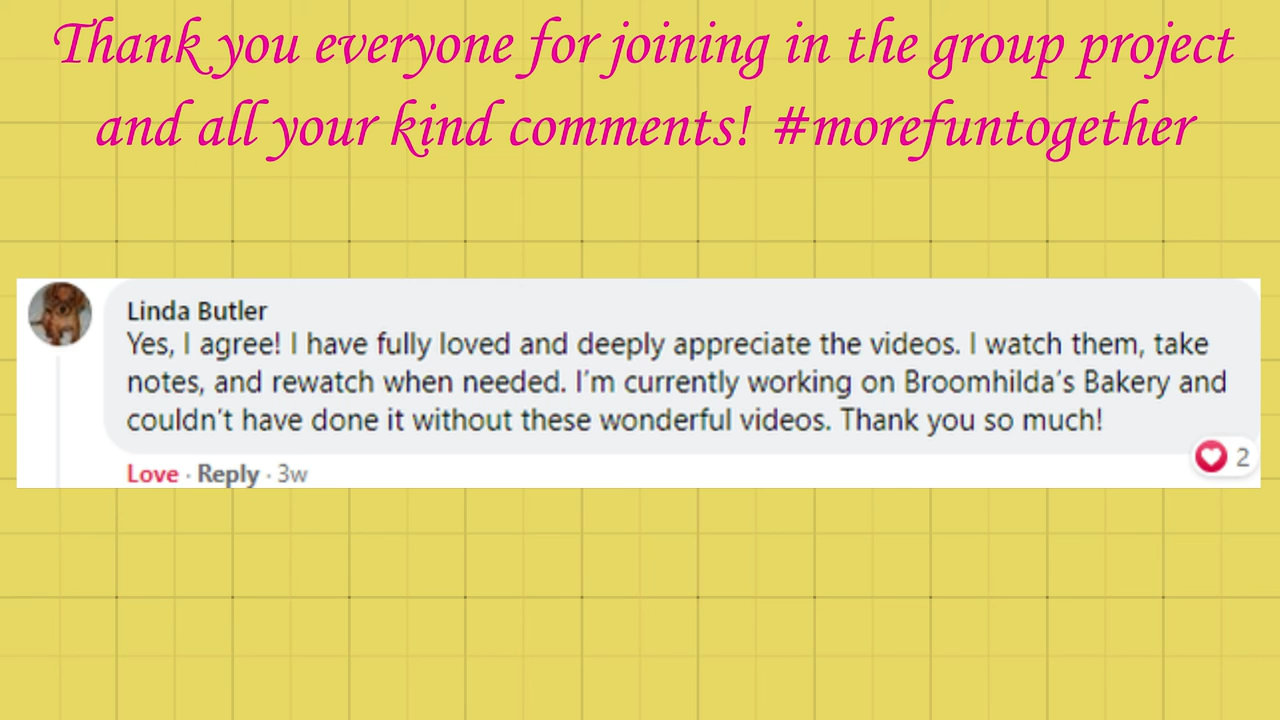 Thank you everyone for joining in the group project
and all your kind comments! #morefuntogether
Linda Butler
Yes, I agree! I have fully loved and deeply appreciate the videos. I watch them, take
notes, and rewatch when needed. I'm currently working on Broomhilda's Bakery and
couldn't have done it without these wonderful videos. Thank you so much!
2
Love · Reply · 3w